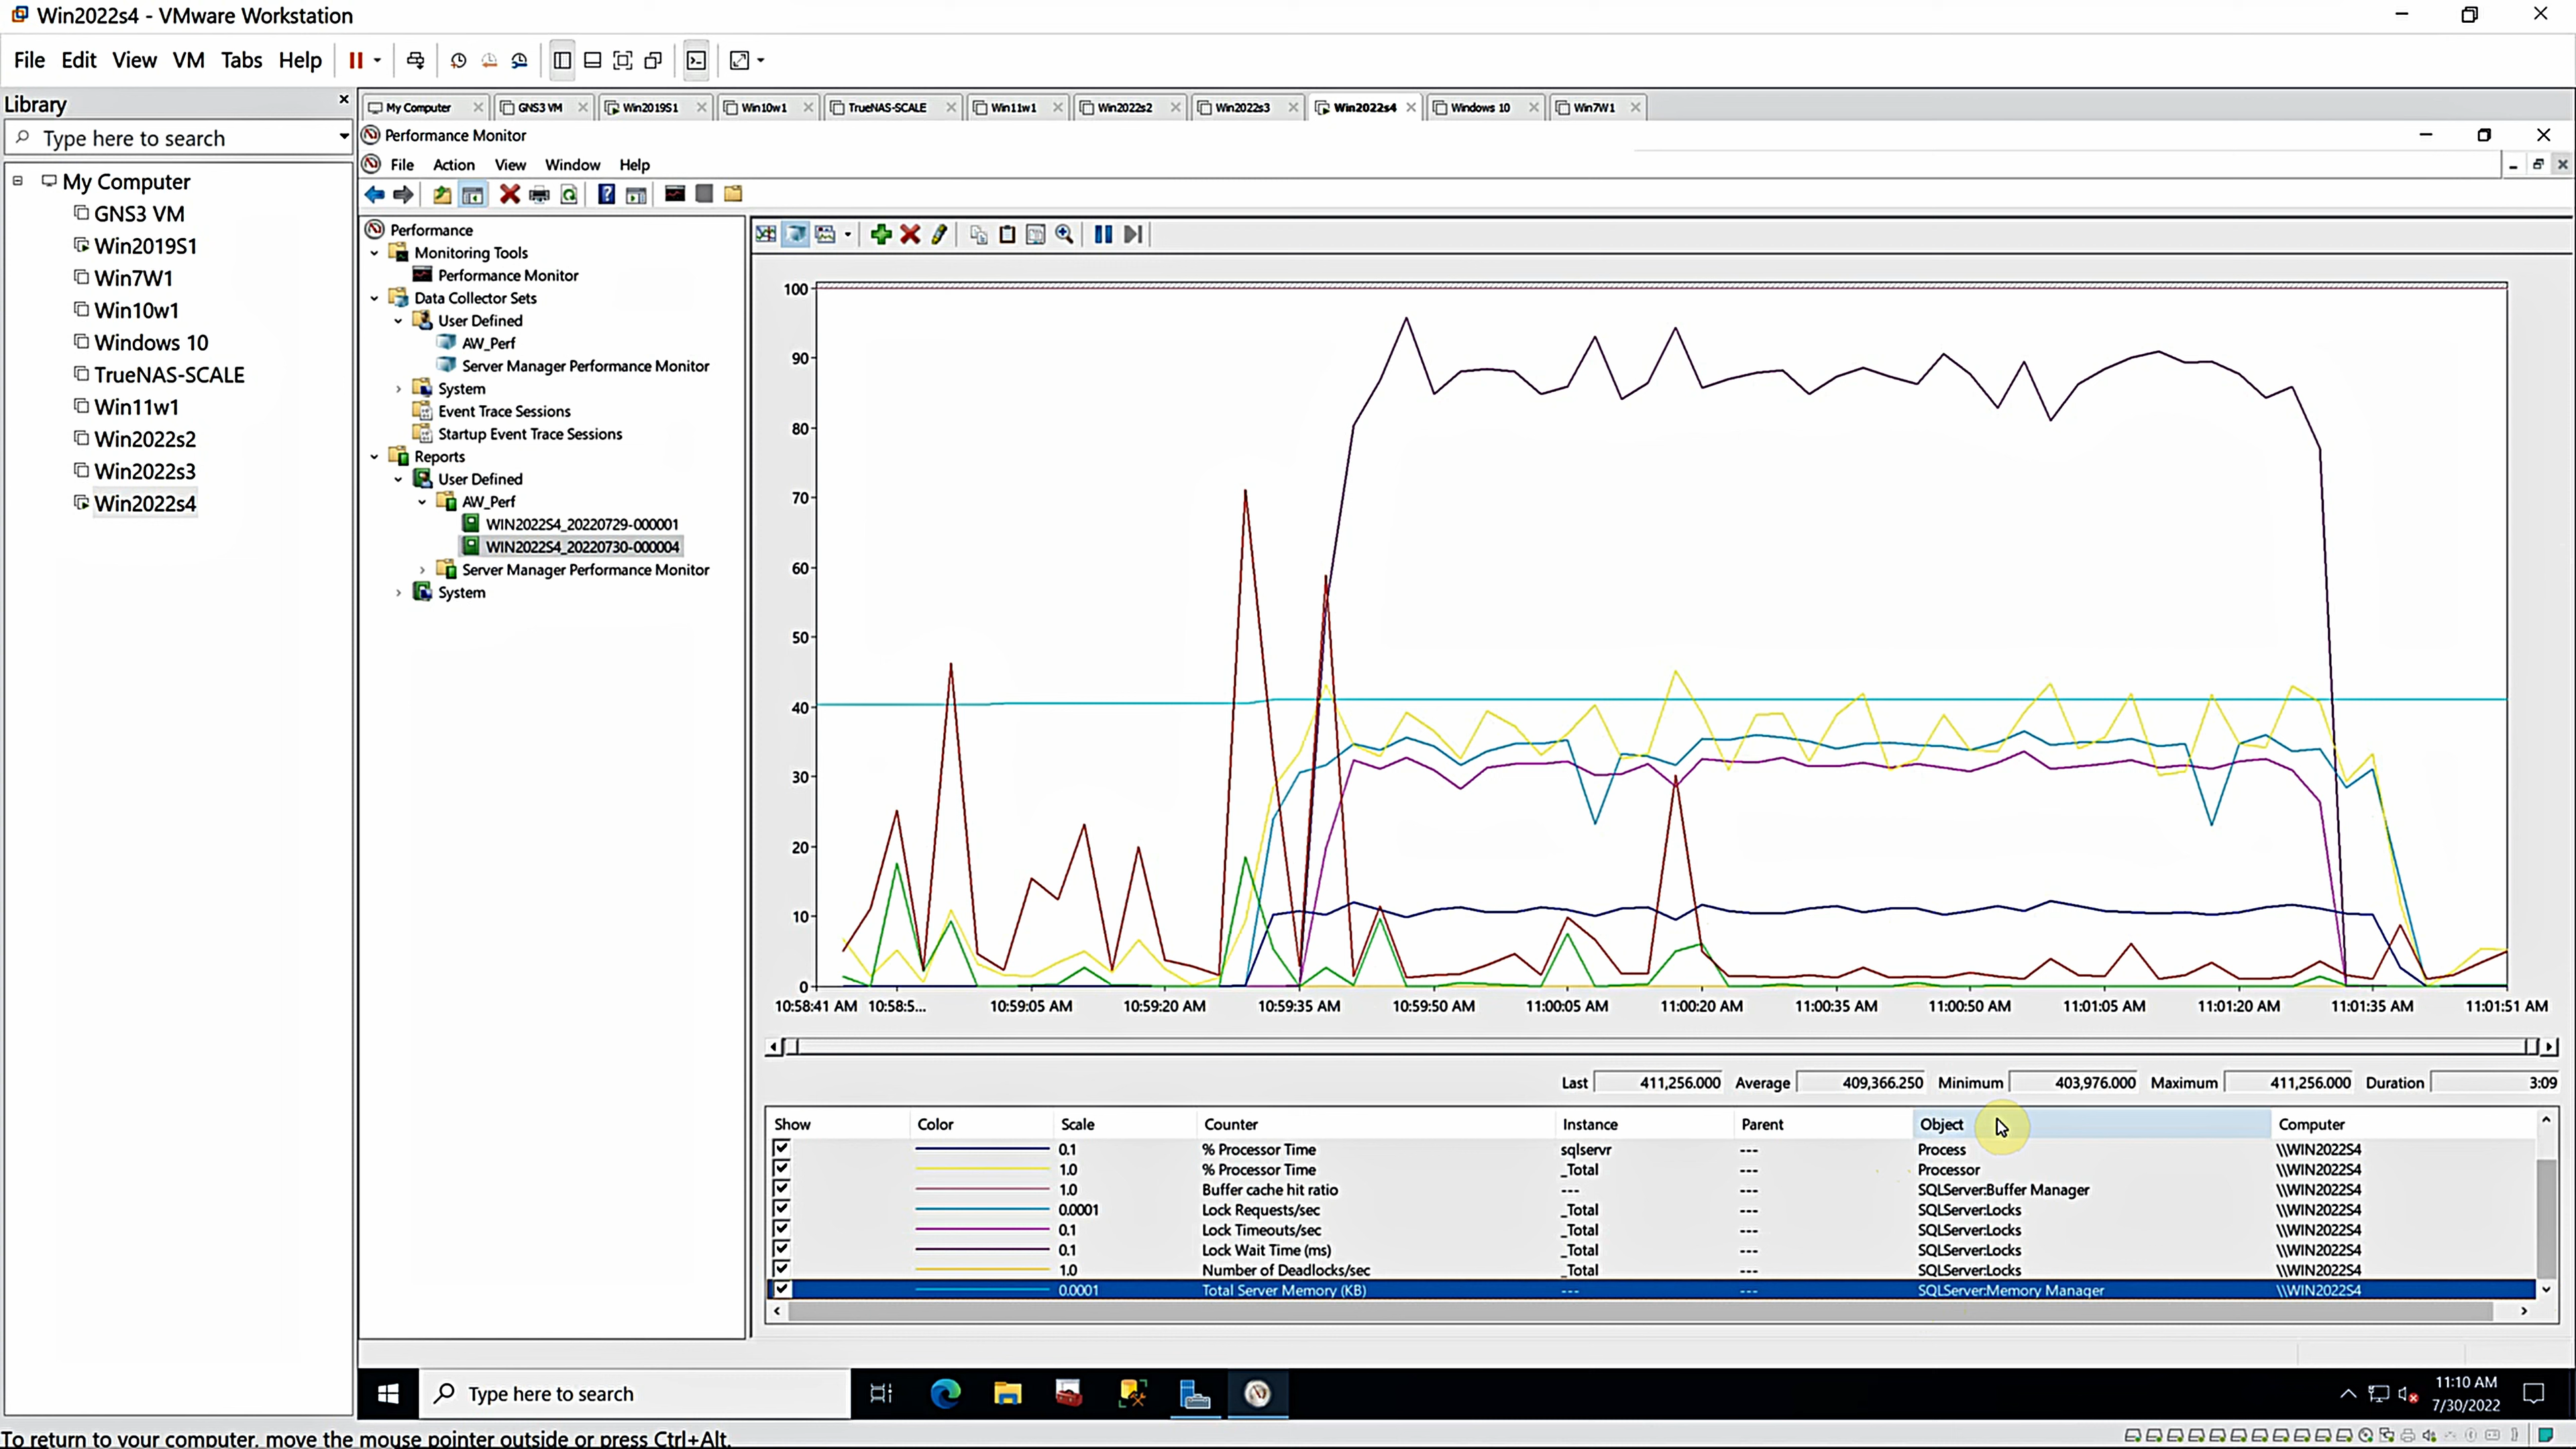 Win2022s4 - VMware Workstation
File Edit View VM Tabs Help
Library
Type here to search
My Computer
GNS3 VM
Win2019S1
Win7W1
Win10w1
Windows 10
TrueNAS-SCALE
Win11w1
Win2022s2
Win2022s3
Win2022s4
My Computer GNS3 VM Win2019S1 Win10w1 TrueNAS-SCALE Win11w1 Win2022s2 Win2022s3 Win2022s4 Windows 10 Win7W1
Performance Monitor
File Action View Window Help
Performance
Monitoring Tools
Performance Monitor
Data Collector Sets
User Defined
AW_Perf
Server Manager Performance Monitor
System
Event Trace Sessions
Startup Event Trace Sessions
Reports
User Defined
AW_Perf
WIN2022S4_20220729-000001
WIN2022S4_20220730-000004
Server Manager Performance Monitor
System
100
90
80
70
60
50
40
30
20
10
0
10:58:41 AM 10:58:5... 10:59:05 AM 10:59:20 AM 10:59:35 AM 10:59:50 AM 11:00:05 AM 11:00:20 AM 11:00:35 AM 11:00:50 AM 11:01:05 AM 11:01:20 AM 11:01:35 AM 11:01:51 AM
Last 411,256.000 Average 409,366.250 Minimum 403,976.000 Maximum 411,256.000 Duration 3:09
Show Color Scale Counter Instance Parent Object Computer
0.1 % Processor Time sqlservr --- Process \\WIN2022S4
1.0 % Processor Time _Total --- Processor \\WIN2022S4
1.0 Buffer cache hit ratio --- --- SQLServer:Buffer Manager \\WIN2022S4
0.0001 Lock Requests/sec _Total --- SQLServer:Locks \\WIN2022S4
0.1 Lock Timeouts/sec _Total --- SQLServer:Locks \\WIN2022S4
0.1 Lock Wait Time (ms) _Total --- SQLServer:Locks \\WIN2022S4
1.0 Number of Deadlocks/sec _Total --- SQLServer:Locks \\WIN2022S4
0.0001 Total Server Memory (KB) --- --- SQLServer:Memory Manager \\WIN2022S4
Type here to search
11:10 AM
7/30/2022
To return to your computer, move the mouse pointer outside or press Ctrl+Alt.